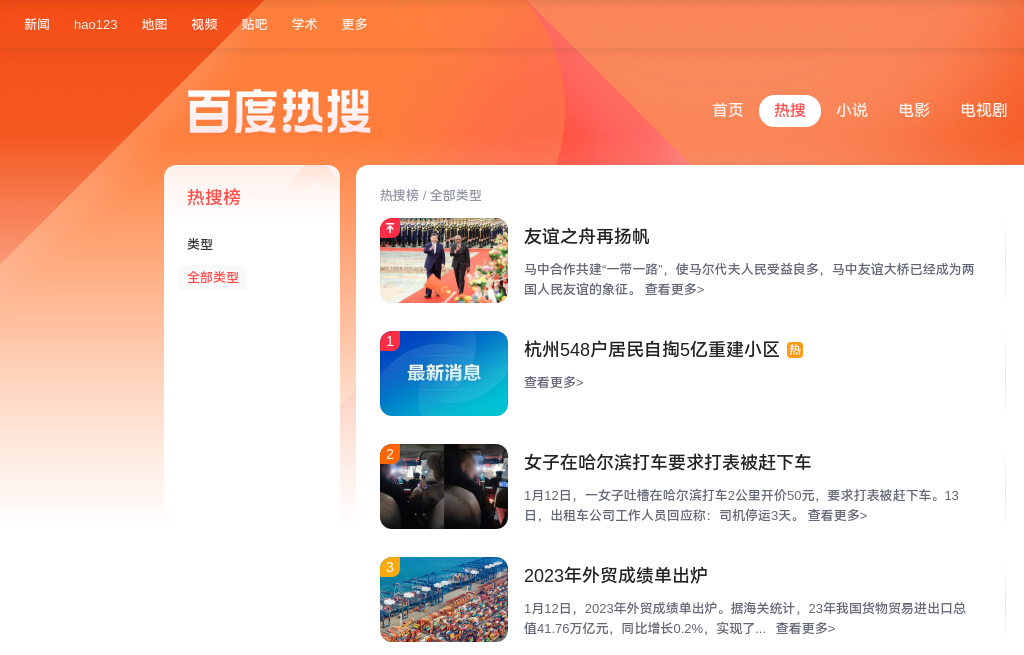 新闻 hao123 地图 视频 贴吧 学术 更多
百度热搜
首页 热搜 小说 电影 电视剧
热搜榜
类型
全部类型
热搜榜 / 全部类型
友谊之舟再扬帆
马中合作共建“一带一路”，使马尔代夫人民受益良多，马中友谊大桥已经成为两
国人民友谊的象征。 查看更多>
1
最新消息
杭州548户居民自掏5亿重建小区 热
查看更多>
2
女子在哈尔滨打车要求打表被赶下车
1月12日，一女子吐槽在哈尔滨打车2公里开价50元，要求打表被赶下车。13
日，出租车公司工作人员回应称：司机停运3天。 查看更多>
3
2023年外贸成绩单出炉
1月12日，2023年外贸成绩单出炉。据海关统计，23年我国货物贸易进出口总
值41.76万亿元，同比增长0.2%，实现了... 查看更多>